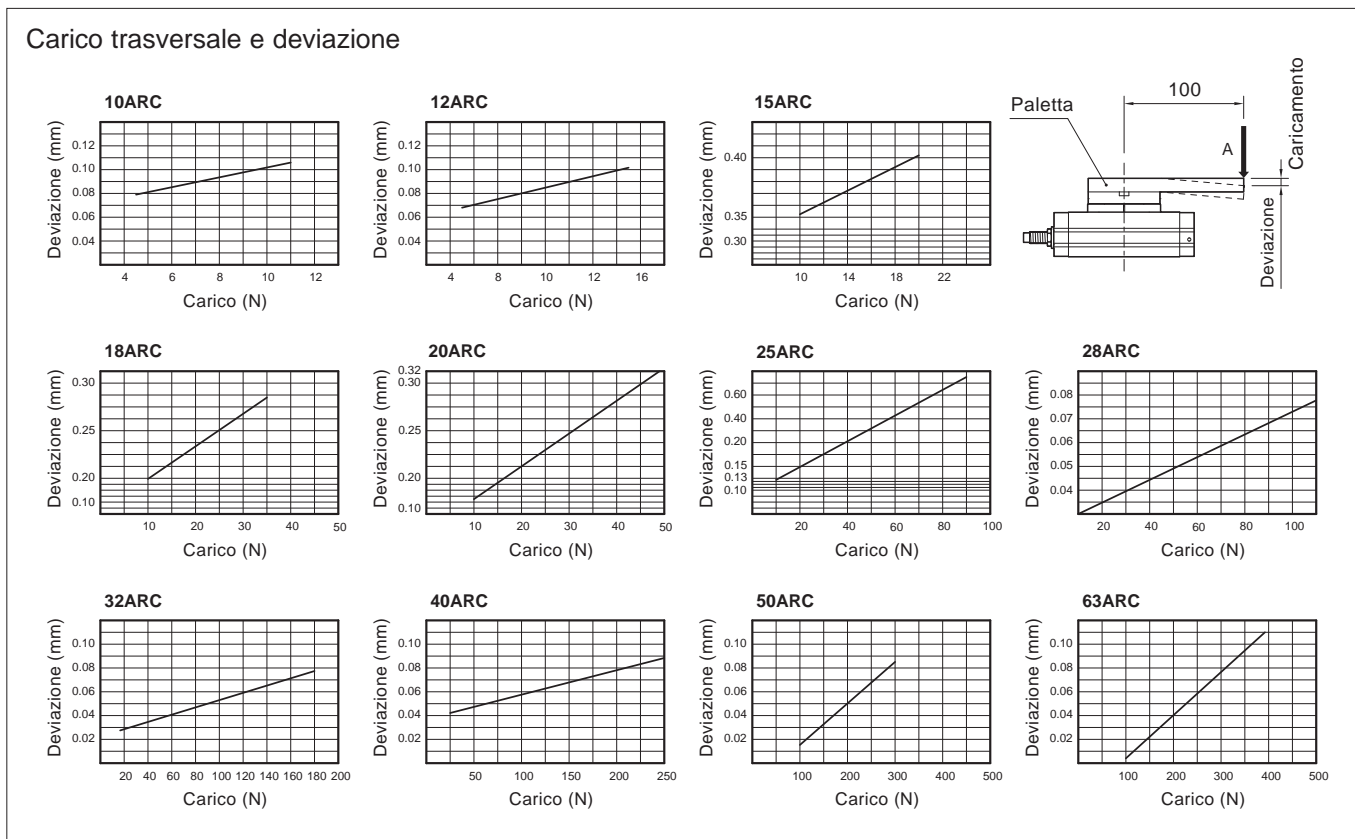 Carico trasversale e deviazione
10ARC
Deviazione (mm)
0.12
0.10
0.08
0.06
0.04
4 6 8 10 12
Carico (N)
12ARC
Deviazione (mm)
0.12
0.10
0.08
0.06
0.04
4 8 10 12 16
Carico (N)
15ARC
Deviazione (mm)
0.40
0.35
0.30
10 14 18 22
Carico (N)
100
Paletta
A
Caricamento
Deviazione
18ARC
Deviazione (mm)
0.30
0.25
0.20
0.10
10 20 30 40 50
Carico (N)
20ARC
Deviazione (mm)
0.32
0.30
0.25
0.20
0.10
10 20 30 40 50
Carico (N)
25ARC
Deviazione (mm)
0.60
0.40
0.20
0.15
0.13
0.10
20 40 60 80 100
Carico (N)
28ARC
Deviazione (mm)
0.08
0.07
0.06
0.05
0.04
20 40 60 80 100
Carico (N)
32ARC
Deviazione (mm)
0.10
0.08
0.06
0.04
0.02
20 40 60 80 100 120 140 160 180 200
Carico (N)
40ARC
Deviazione (mm)
0.10
0.08
0.06
0.04
0.02
50 100 150 200 250
Carico (N)
50ARC
Deviazione (mm)
0.10
0.08
0.06
0.04
0.02
100 200 300 400 500
Carico (N)
63ARC
Deviazione (mm)
0.10
0.08
0.06
0.04
0.02
100 200 300 400 500
Carico (N)